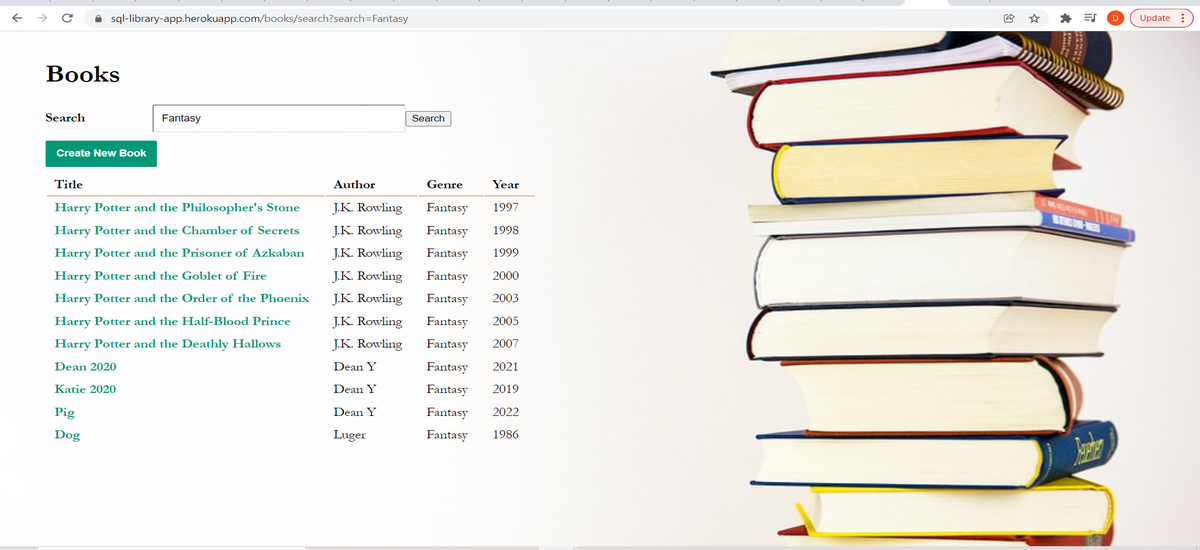 sql-library-app.herokuapp.com/books/search?search=Fantasy
D
Update
Books
Search Fantasy Search
Create New Book
Title Author Genre Year
Harry Potter and the Philosopher's Stone J.K. Rowling Fantasy 1997
Harry Potter and the Chamber of Secrets J.K. Rowling Fantasy 1998
Harry Potter and the Prisoner of Azkaban J.K. Rowling Fantasy 1999
Harry Potter and the Goblet of Fire J.K. Rowling Fantasy 2000
Harry Potter and the Order of the Phoenix J.K. Rowling Fantasy 2003
Harry Potter and the Half-Blood Prince J.K. Rowling Fantasy 2005
Harry Potter and the Deathly Hallows J.K. Rowling Fantasy 2007
Dean 2020 Dean Y Fantasy 2021
Katie 2020 Dean Y Fantasy 2019
Pig Dean Y Fantasy 2022
Dog Luger Fantasy 1986